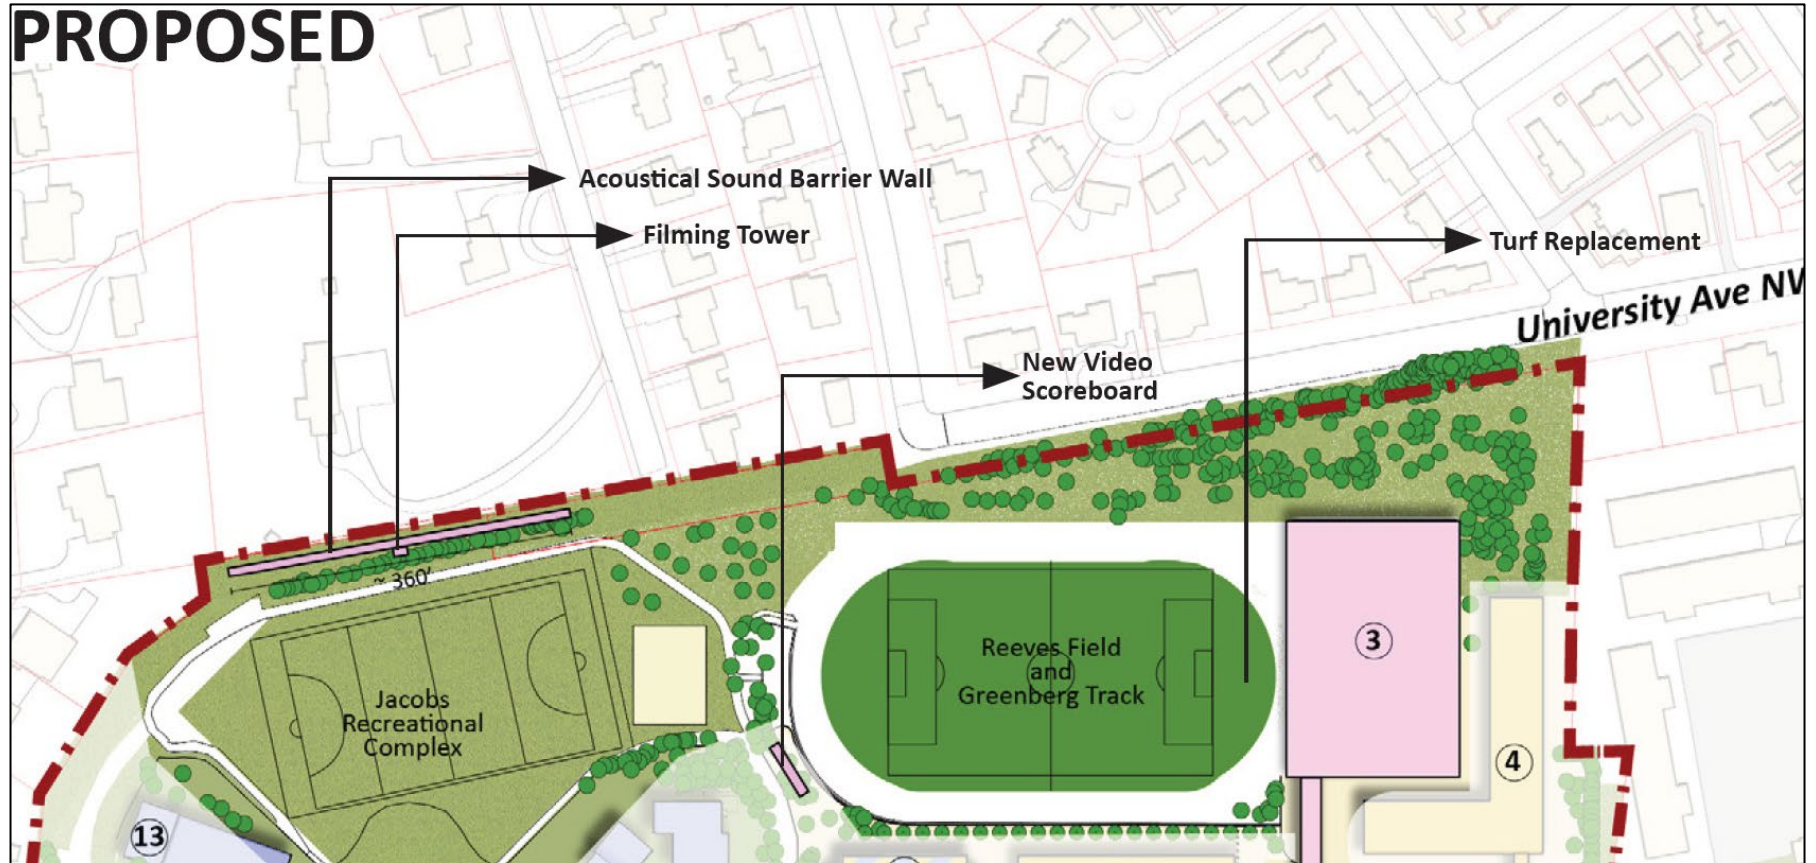 PROPOSED
Acoustical Sound Barrier Wall
Filming Tower
Turf Replacement
University Ave NW
New Video
Scoreboard
~ 360'
3
Reeves Field
and
Greenberg Track
Jacobs
Recreational
Complex
4
13